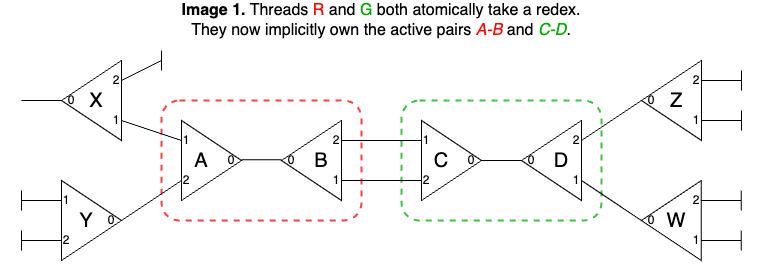 Image 1. Threads R and G both atomically take a redex.
They now implicitly own the active pairs A-B and C-D.
X 0 2 1
Y 1 2 0
A 1 2 0
B 0 2 1
C 1 2 0
D 0 2 1
Z 0 2 1
W 0 2 1